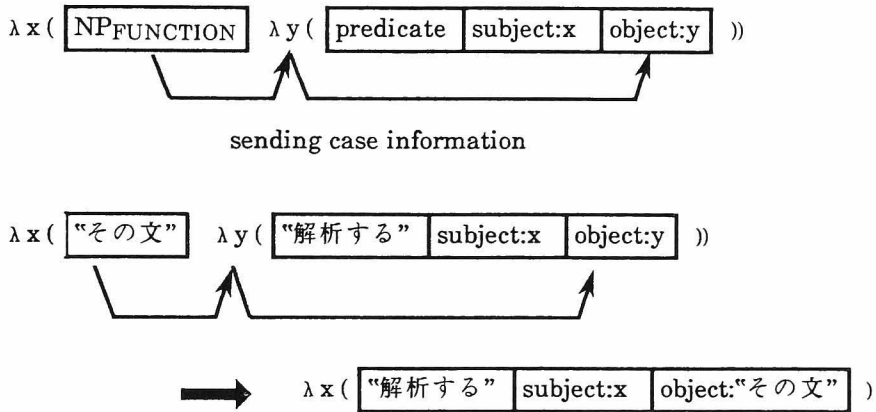 λ x ( NPFUNCTION λ y ( predicate subject:x object:y ))
sending case information
λ x ( "その文" λ y ( "解析する" subject:x object:y ))
λ x ( "解析する" subject:x object:"その文" )